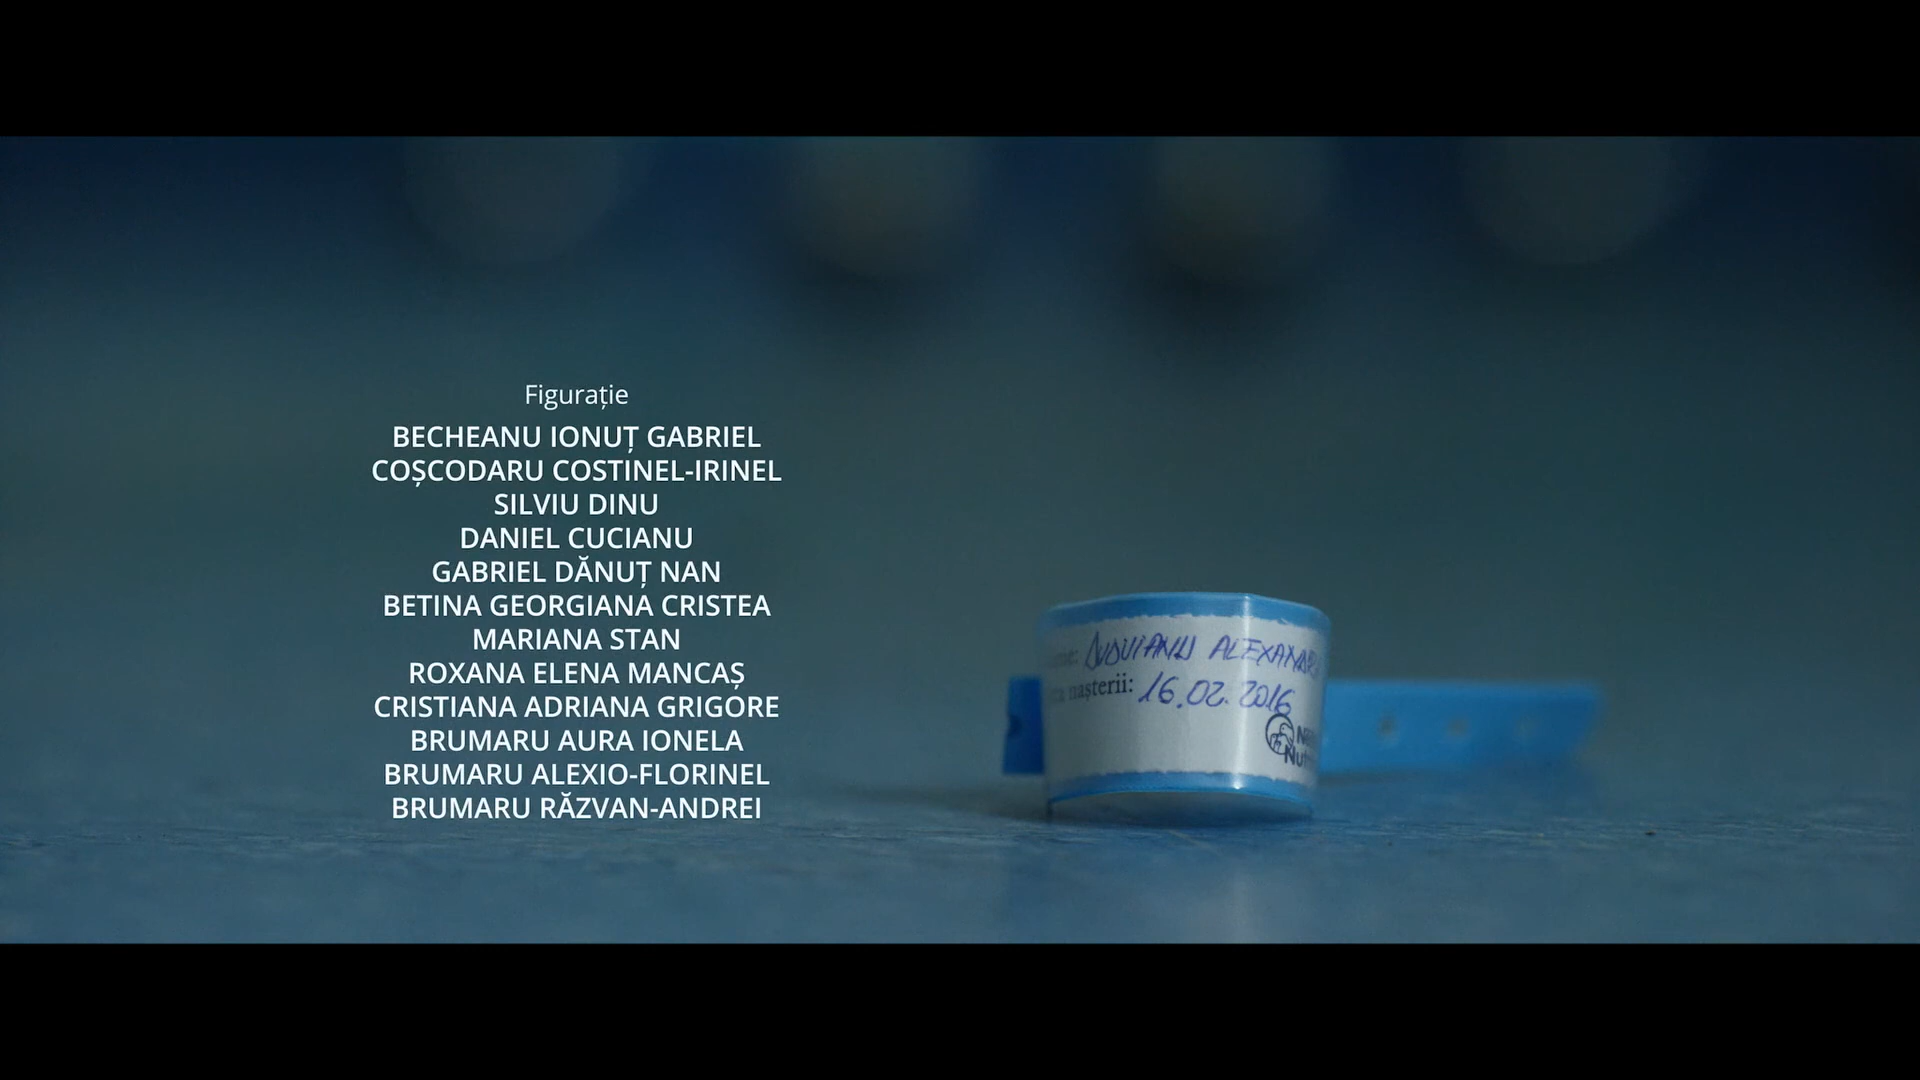 Figurație
BECHEANU IONUȚ GABRIEL
COȘCODARU COSTINEL-IRINEL
SILVIU DINU
DANIEL CUCIANU
GABRIEL DĂNUȚ NAN
BETINA GEORGIANA CRISTEA
MARIANA STAN
ROXANA ELENA MANCAȘ
CRISTIANA ADRIANA GRIGORE
BRUMARU AURA IONELA
BRUMARU ALEXIO-FLORINEL
BRUMARU RĂZVAN-ANDREI
nașterii: 16.02.2016